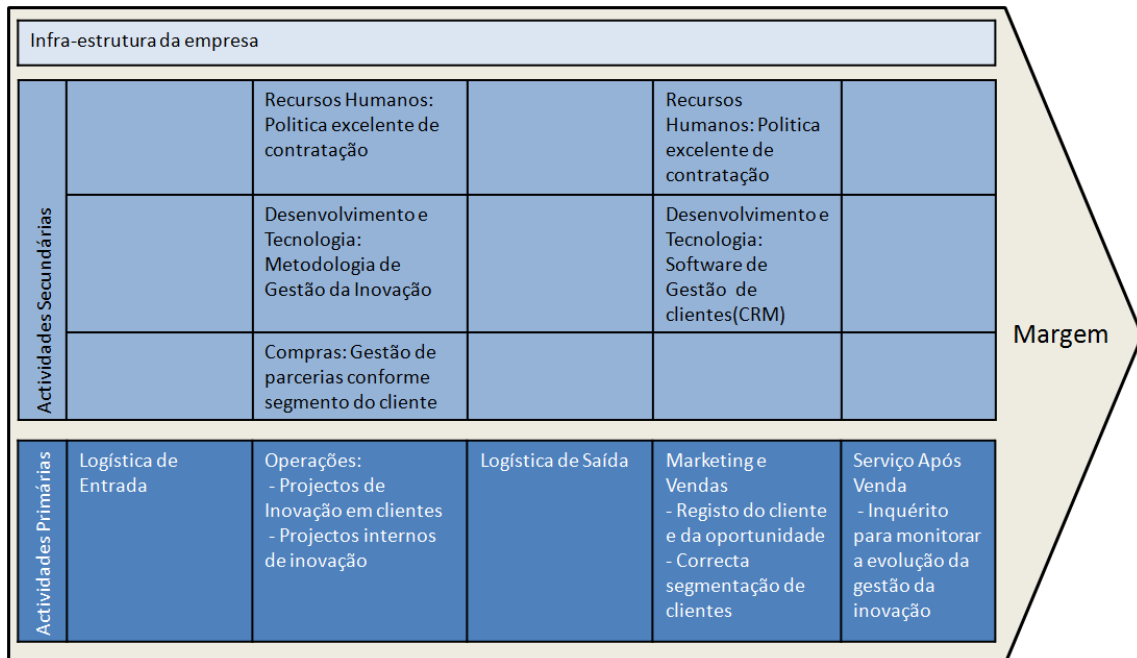 Infra-estrutura da empresa
Actividades Secundárias
Recursos Humanos:
Politica excelente de
contratação
Recursos
Humanos: Politica
excelente de
contratação
Desenvolvimento e
Tecnologia:
Metodologia de
Gestão da Inovação
Desenvolvimento e
Tecnologia:
Software de
Gestão de
clientes(CRM)
Compras: Gestão de
parcerias conforme
segmento do cliente
Margem
Actividades Primárias
Logística de
Entrada
Operações:
- Projectos de
Inovação em clientes
- Projectos internos
de inovação
Logística de Saída
Marketing e
Vendas
- Registo do cliente
e da oportunidade
- Correcta
segmentação de
clientes
Serviço Após
Venda
- Inquérito
para monitorar
a evolução da
gestão da
inovação